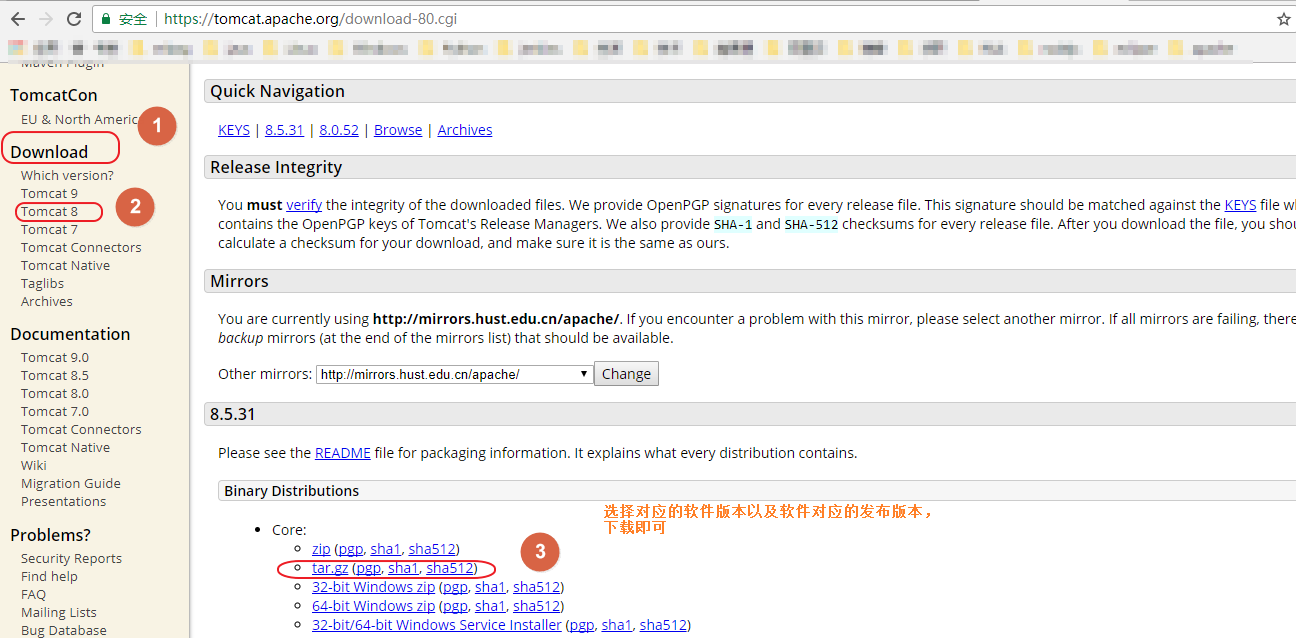 安全 https://tomcat.apache.org/download-80.cgi
Maven Plugin
TomcatCon
EU & North Americ
1
Download
Which version?
Tomcat 9
Tomcat 8
2
Tomcat 7
Tomcat Connectors
Tomcat Native
Taglibs
Archives
Documentation
Tomcat 9.0
Tomcat 8.5
Tomcat 8.0
Tomcat 7.0
Tomcat Connectors
Tomcat Native
Wiki
Migration Guide
Presentations
Problems?
Security Reports
Find help
FAQ
Mailing Lists
Bug Database
Quick Navigation
KEYS | 8.5.31 | 8.0.52 | Browse | Archives
Release Integrity
You must verify the integrity of the downloaded files. We provide OpenPGP signatures for every release file. This signature should be matched against the KEYS file w
contains the OpenPGP keys of Tomcat's Release Managers. We also provide SHA-1 and SHA-512 checksums for every release file. After you download the file, you shou
calculate a checksum for your download, and make sure it is the same as ours.
Mirrors
You are currently using http://mirrors.hust.edu.cn/apache/. If you encounter a problem with this mirror, please select another mirror. If all mirrors are failing, there
backup mirrors (at the end of the mirrors list) that should be available.
Other mirrors: http://mirrors.hust.edu.cn/apache/ Change
8.5.31
Please see the README file for packaging information. It explains what every distribution contains.
Binary Distributions
选择对应的软件版本以及软件对应的发布版本，
下载即可
Core:
zip (pgp, sha1, sha512)
tar.gz (pgp, sha1, sha512)
3
32-bit Windows zip (pgp, sha1, sha512)
64-bit Windows zip (pgp, sha1, sha512)
32-bit/64-bit Windows Service Installer (pgp, sha1, sha512)